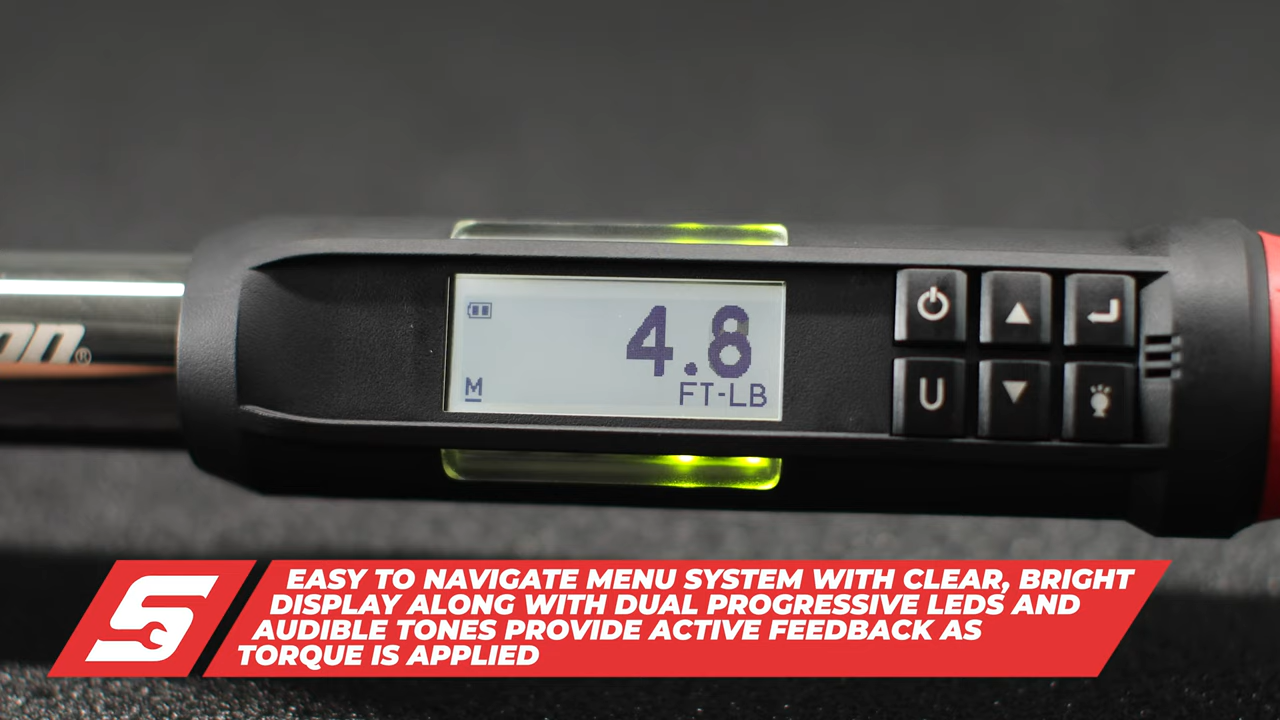 on®
4.8
M
FT-LB
U
EASY TO NAVIGATE MENU SYSTEM WITH CLEAR, BRIGHT
DISPLAY ALONG WITH DUAL PROGRESSIVE LEDS AND
AUDIBLE TONES PROVIDE ACTIVE FEEDBACK AS
TORQUE IS APPLIED